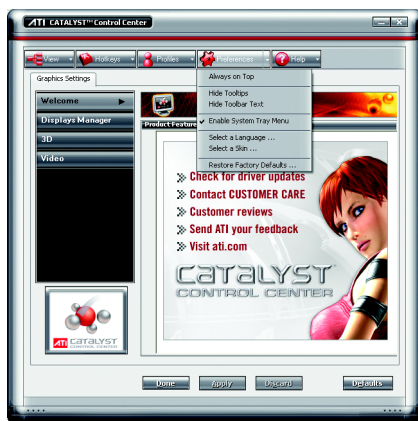 ATI CATALYST™ Control Center
View Hotkeys Profiles Preferences Help
Graphics Settings
Always on Top
Hide Tooltips
Hide Toolbar Text
Enable System Tray Menu
Select a Language ...
Select a Skin ...
Restore Factory Defaults ...
Welcome
Displays Manager
3D
Video
Product Feature
Check for driver updates
Contact CUSTOMER CARE
Customer reviews
Send ATI your feedback
Visit ati.com
CATALYST
CONTROL CENTER
ATI CATALYST
CONTROL CENTER
Done Apply Discard Defaults